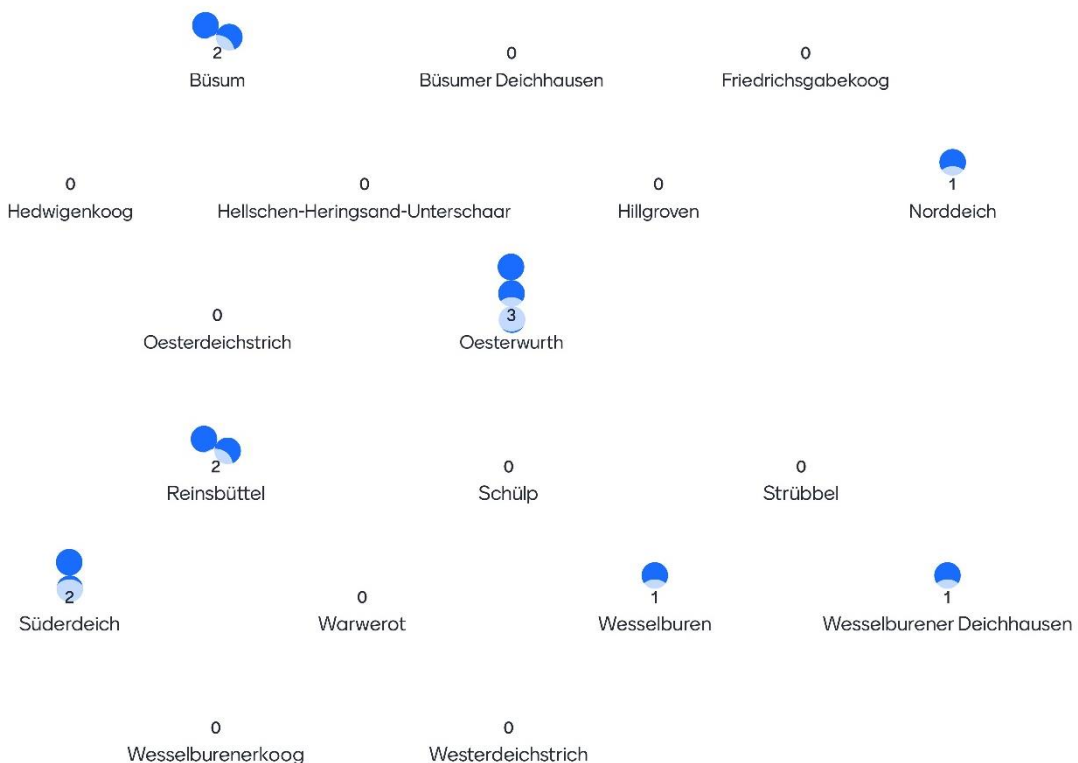 2 0 0
Büsum Büsumer Deichhausen Friedrichsgabekoog
0 0 0 1
Hedwigenkoog Hellschen-Heringsand-Unterschaar Hillgroven Norddeich
0 3
Oesterdeichstrich Oesterwurth
2 0 0
Reinsbüttel Schülp Strübbel
2 0 1 1
Süderdeich Warwerot Wesselburen Wesselburener Deichhausen
0 0
Wesselburenerkoog Westerdeichstrich